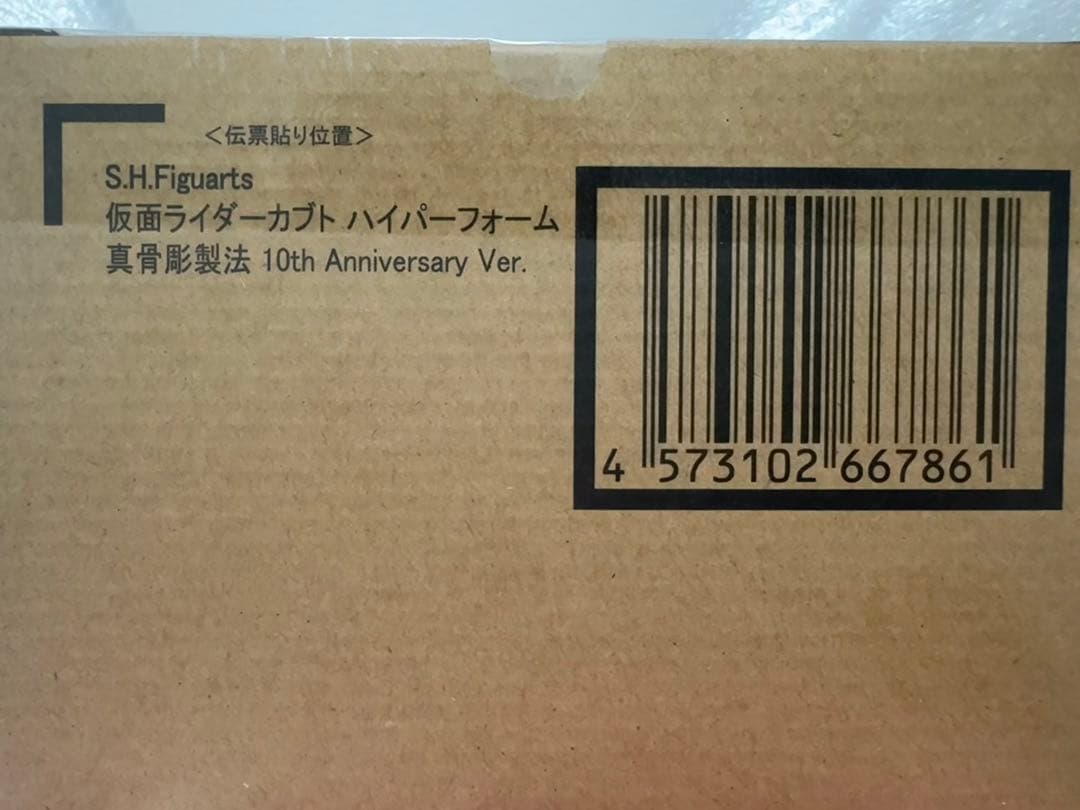 ＜伝票貼り位置＞
S.H.Figuarts
仮面ライダーカブト ハイパーフォーム
真骨彫製法 10th Anniversary Ver.
4 573102 667861